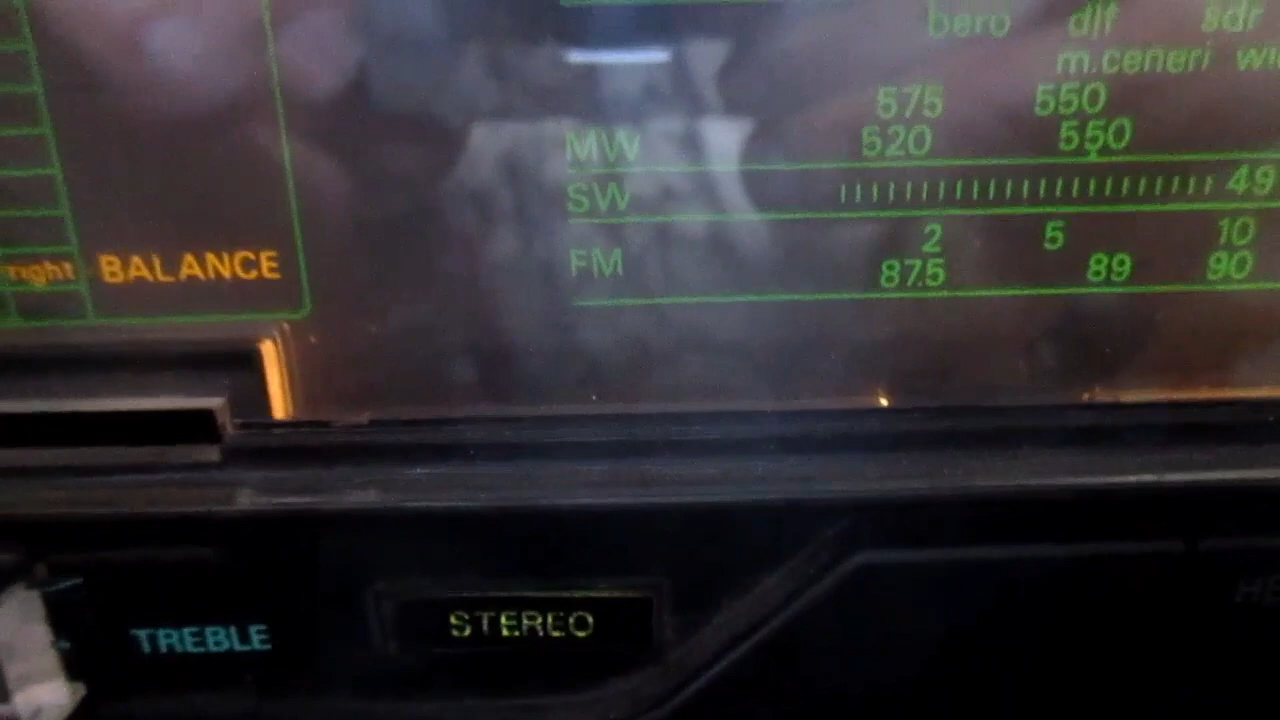 bero dlf sdr
m.ceneri
575 550
MW 520 550
SW 49
2 5 10
FM 87.5 89 90
right BALANCE
TREBLE STEREO